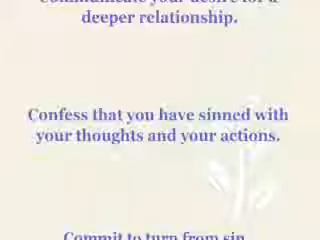 Communicate your desire for a
deeper relationship.
Confess that you have sinned with
your thoughts and your actions.
Commit to turn from sin